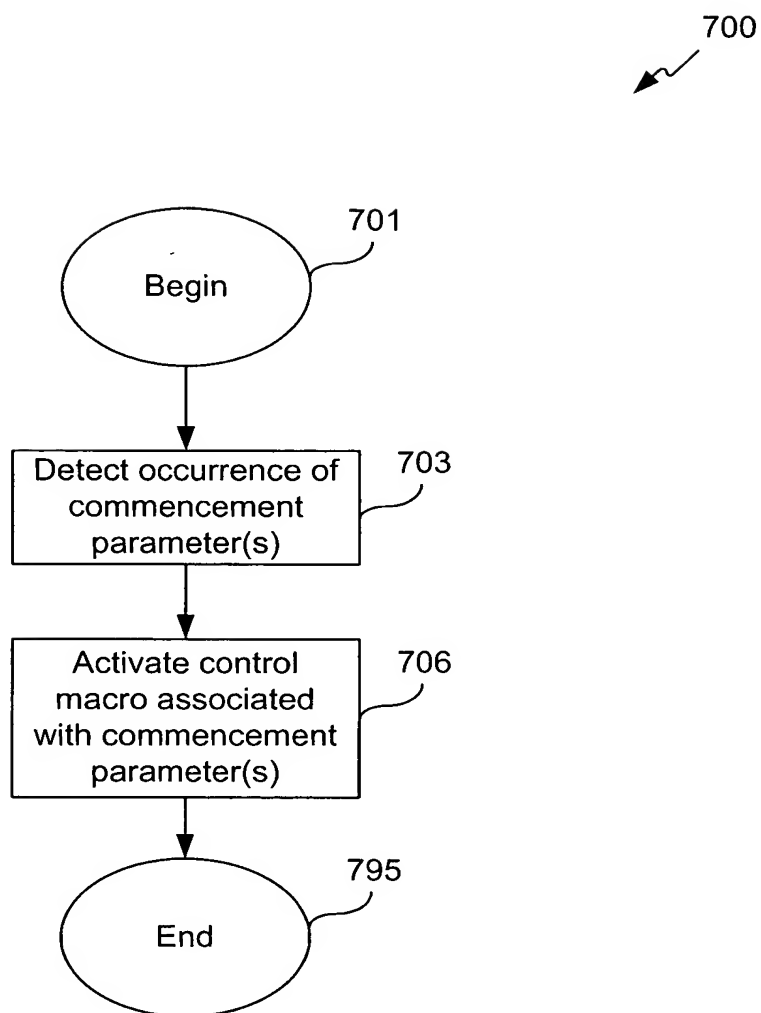 700
701
Begin
Detect occurrence of
commencement
parameter(s)
703
Activate control
macro associated
with commencement
parameter(s)
706
795
End